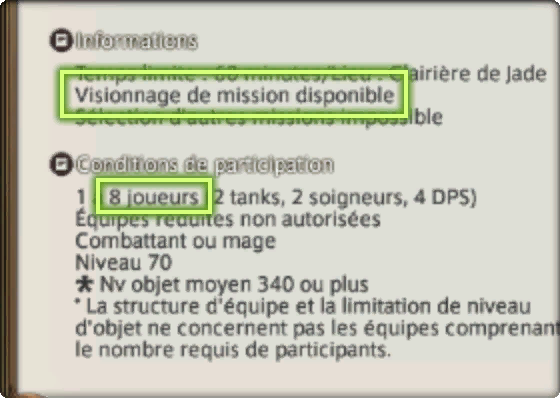 Informations
Temps limite : 60 minutes/Lieu : Clairière de Jade
Visionnage de mission disponible
Sélection d'autres missions impossible
Conditions de participation
1 à 8 joueurs (2 tanks, 2 soigneurs, 4 DPS)
Équipes réduites non autorisées
Combattant ou mage
Niveau 70
★ Nv objet moyen 340 ou plus
* La structure d'équipe et la limitation de niveau
d'objet ne concernent pas les équipes comprenant
le nombre requis de participants.